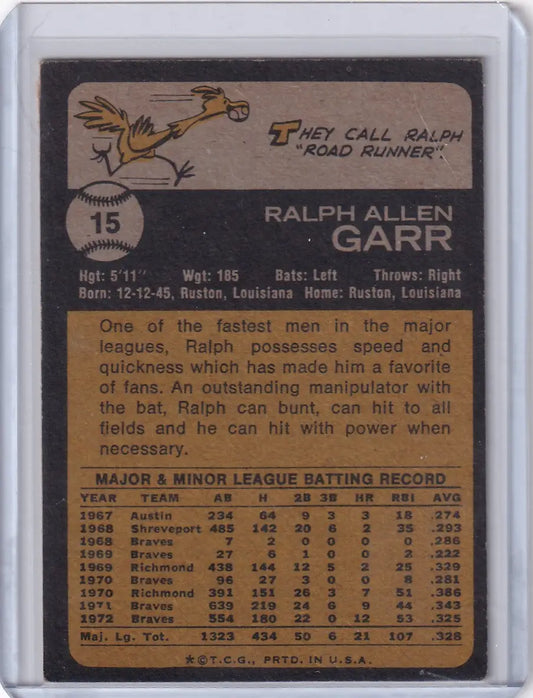 THEY CALL RALPH
"ROAD RUNNER".
15
RALPH ALLEN
GARR
Hgt: 5'11" Wgt: 185 Bats: Left Throws: Right
Born: 12-12-45, Ruston, Louisiana Home: Ruston, Louisiana
One of the fastest men in the major
leagues, Ralph possesses speed and
quickness which has made him a favorite
of fans. An outstanding manipulator with
the bat, Ralph can bunt, can hit to all
fields and he can hit with power when
necessary.
MAJOR & MINOR LEAGUE BATTING RECORD
YEAR TEAM AB H 2B 3B HR RBI AVG
1967 Austin 234 64 9 3 3 18 .274
1968 Shreveport 485 142 20 6 2 35 .293
1968 Braves 7 2 0 0 0 0 .286
1969 Braves 27 6 1 0 0 2 .222
1969 Richmond 438 144 12 5 2 25 .329
1970 Braves 96 27 3 0 0 8 .281
1970 Richmond 391 151 26 3 7 51 .386
1971 Braves 639 219 24 6 9 44 .343
1972 Braves 554 180 22 0 12 53 .325
Maj. Lg. Tot. 1323 434 50 6 21 107 .328
★©T.C.G., PRTD. IN U.S.A.